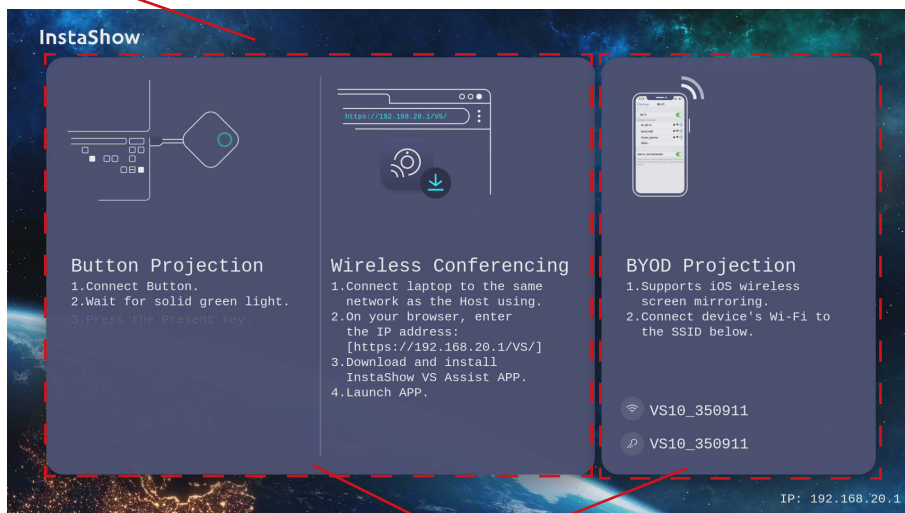 InstaShow
https://192.168.20.1/VS/
Button Projection
1.Connect Button.
2.Wait for solid green light.
3.Press the Present key.
Wireless Conferencing
1.Connect laptop to the same
network as the Host using.
2.On your browser, enter
the IP address:
[https://192.168.20.1/VS/]
3.Download and install
InstaShow VS Assist APP.
4.Launch APP.
BYOD Projection
1.Supports iOS wireless
screen mirroring.
2.Connect device's Wi-Fi to
the SSID below.
VS10_350911
VS10_350911
IP: 192.168.20.1